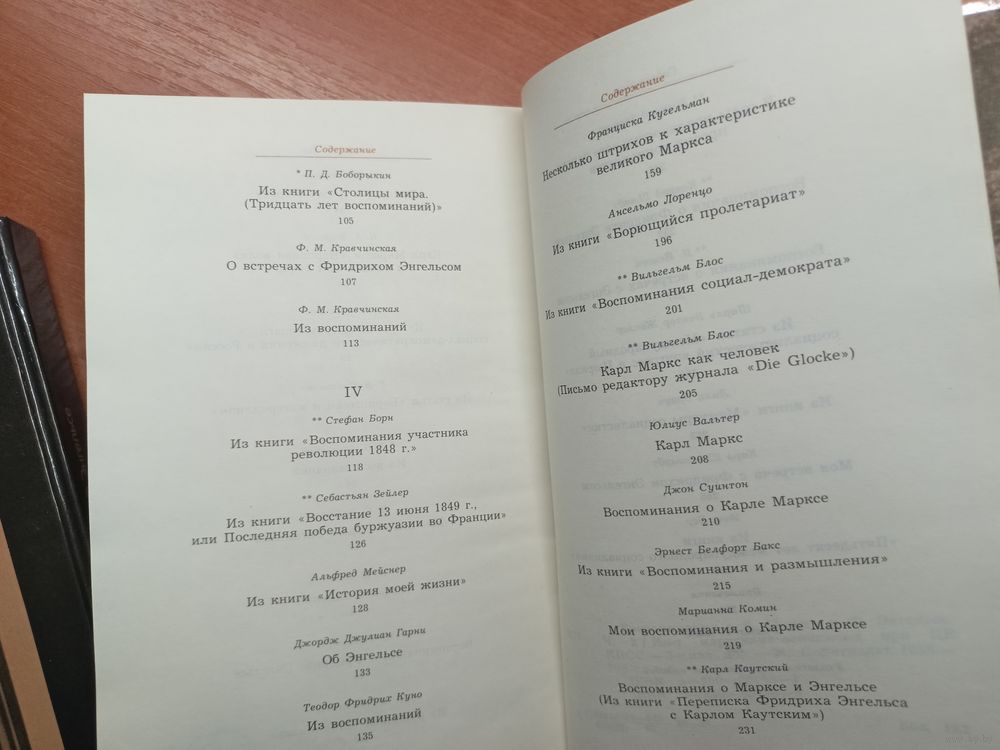 Содержание
* П. Д. Боборыкин
Из книги «Столицы мира.
(Тридцать лет воспоминаний)»
105
Ф. М. Кравчинская
О встречах с Фридрихом Энгельсом
107
Ф. М. Кравчинская
Из воспоминаний
113
IV
** Стефан Борн
Из книги «Воспоминания участника
революции 1848 г.»
118
** Себастьян Зейлер
Из книги «Восстание 13 июня 1849 г.,
или Последняя победа буржуазии во Франции»
126
Альфред Мейснер
Из книги «История моей жизни»
128
Джордж Джулиан Гарни
Об Энгельсе
133
Теодор Фридрих Куно
Из воспоминаний
135
Содержание
Франциска Кугельман
Несколько штрихов к характеристике
великого Маркса
159
Ансельмо Лоренцо
Из книги «Борющийся пролетариат»
196
** Вильгельм Блос
Из книги «Воспоминания социал-демократа»
201
** Вильгельм Блос
Карл Маркс как человек
(Письмо редактору журнала «Die Glocke»)
205
Юлиус Вальтер
Карл Маркс
208
Джон Суинтон
Воспоминания о Карле Марксе
210
Эрнест Белфорт Бакс
Из книги «Воспоминания и размышления»
215
Марианна Комин
Мои воспоминания о Карле Марксе
219
** Карл Каутский
Воспоминания о Марксе и Энгельсе
(Из книги «Переписка Фридриха Энгельса
с Карлом Каутским»)
231